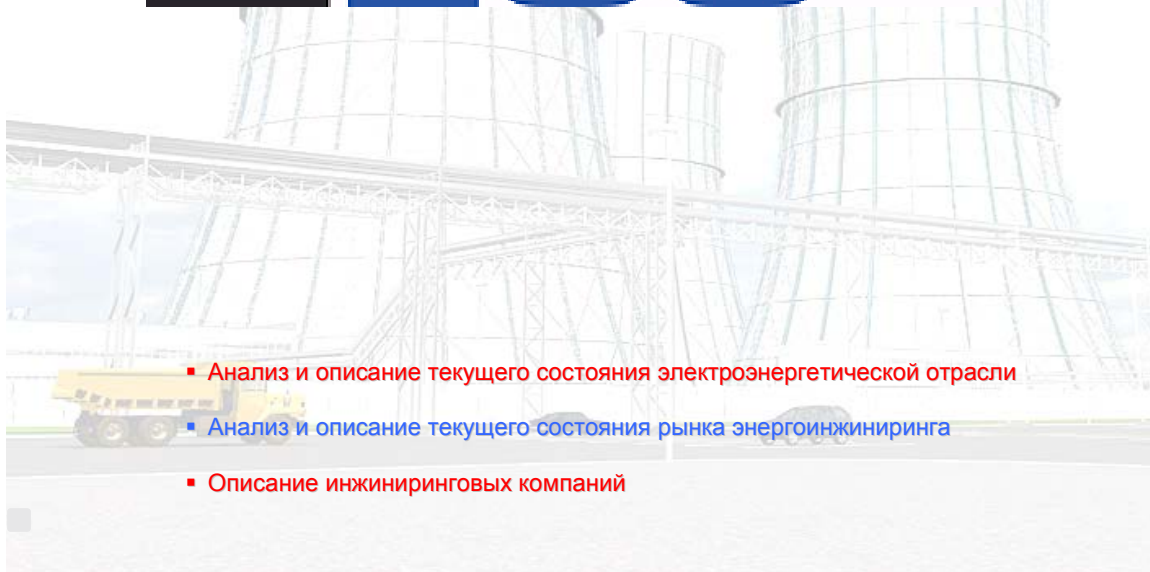 ▪ Анализ и описание текущего состояния электроэнергетической отрасли
▪ Анализ и описание текущего состояния рынка энергоинжиниринга
▪ Описание инжиниринговых компаний